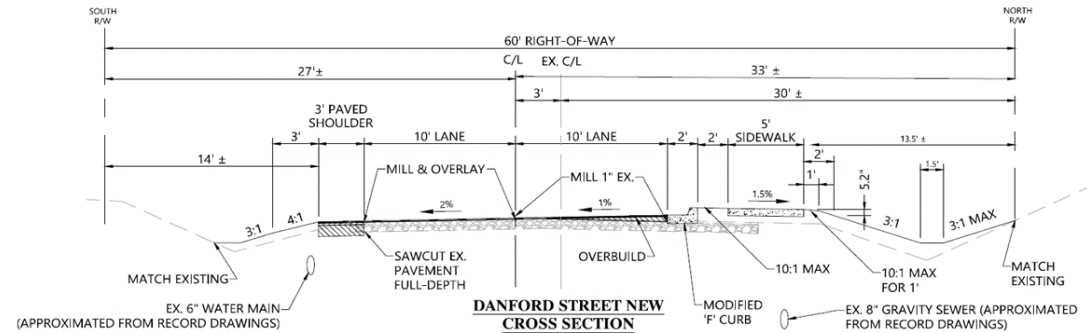 SOUTH
R/W
NORTH
R/W
60' RIGHT-OF-WAY
C/L
EX. C/L
27'±
33' ±
3'
30' ±
3' PAVED
SHOULDER
5'
SIDEWALK
3'
10' LANE
10' LANE
2'
2'
13.5' ±
14' ±
2'
1'
1.5'
5.2"
MILL & OVERLAY
MILL 1" EX.
2%
1%
1.5%
3:1
4:1
3:1
3:1 MAX
MATCH EXISTING
SAWCUT EX.
PAVEMENT
FULL-DEPTH
OVERBUILD
10:1 MAX
10:1 MAX
FOR 1'
MATCH
EXISTING
EX. 6" WATER MAIN
(APPROXIMATED FROM RECORD DRAWINGS)
DANFORD STREET NEW
CROSS SECTION
MODIFIED
'F' CURB
EX. 8" GRAVITY SEWER (APPROXIMATED
FROM RECORD DRAWINGS)